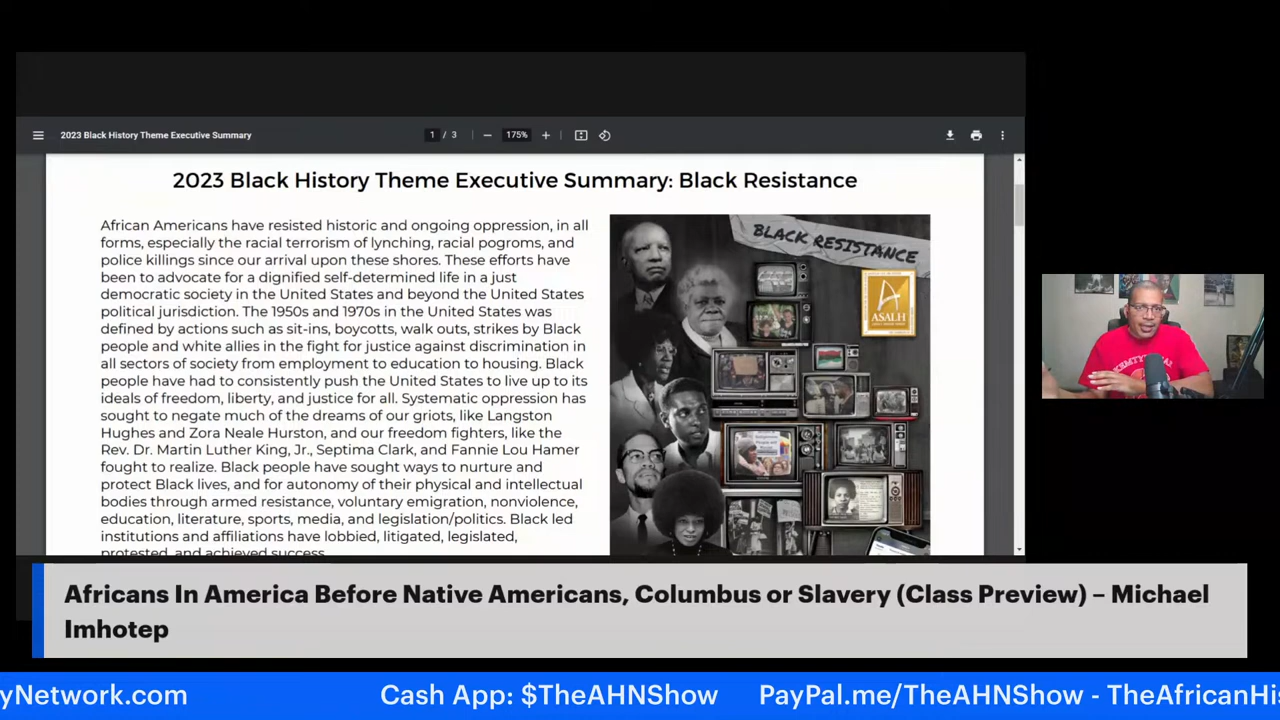 2023 Black History Theme Executive Summary
1 / 3
175%
2023 Black History Theme Executive Summary: Black Resistance
African Americans have resisted historic and ongoing oppression, in all
forms, especially the racial terrorism of lynching, racial pogroms, and
police killings since our arrival upon these shores. These efforts have
been to advocate for a dignified self-determined life in a just
democratic society in the United States and beyond the United States
political jurisdiction. The 1950s and 1970s in the United States was
defined by actions such as sit-ins, boycotts, walk outs, strikes by Black
people and white allies in the fight for justice against discrimination in
all sectors of society from employment to education to housing. Black
people have had to consistently push the United States to live up to its
ideals of freedom, liberty, and justice for all. Systematic oppression has
sought to negate much of the dreams of our griots, like Langston
Hughes and Zora Neale Hurston, and our freedom fighters, like the
Rev. Dr. Martin Luther King, Jr., Septima Clark, and Fannie Lou Hamer
fought to realize. Black people have sought ways to nurture and
protect Black lives, and for autonomy of their physical and intellectual
bodies through armed resistance, voluntary emigration, nonviolence,
education, literature, sports, media, and legislation/politics. Black led
institutions and affiliations have lobbied, litigated, legislated,
protested, and achieved success.
BLACK RESISTANCE
ASALH
Africans In America Before Native Americans, Columbus or Slavery (Class Preview) – Michael
Imhotep
yNetwork.com Cash App: $TheAHNShow PayPal.me/TheAHNShow - TheAfricanHis